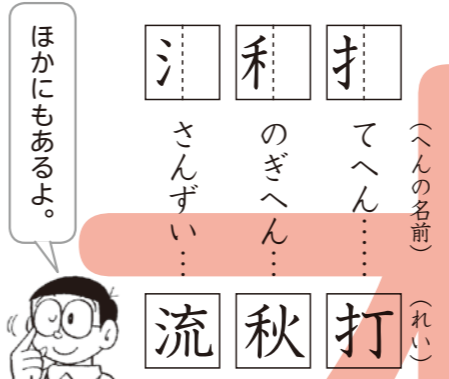 （へんの名前）（れい）
扌 てへん…… 打
禾 のぎへん… 秋
氵 さんずい… 流
ほかにもあるよ。